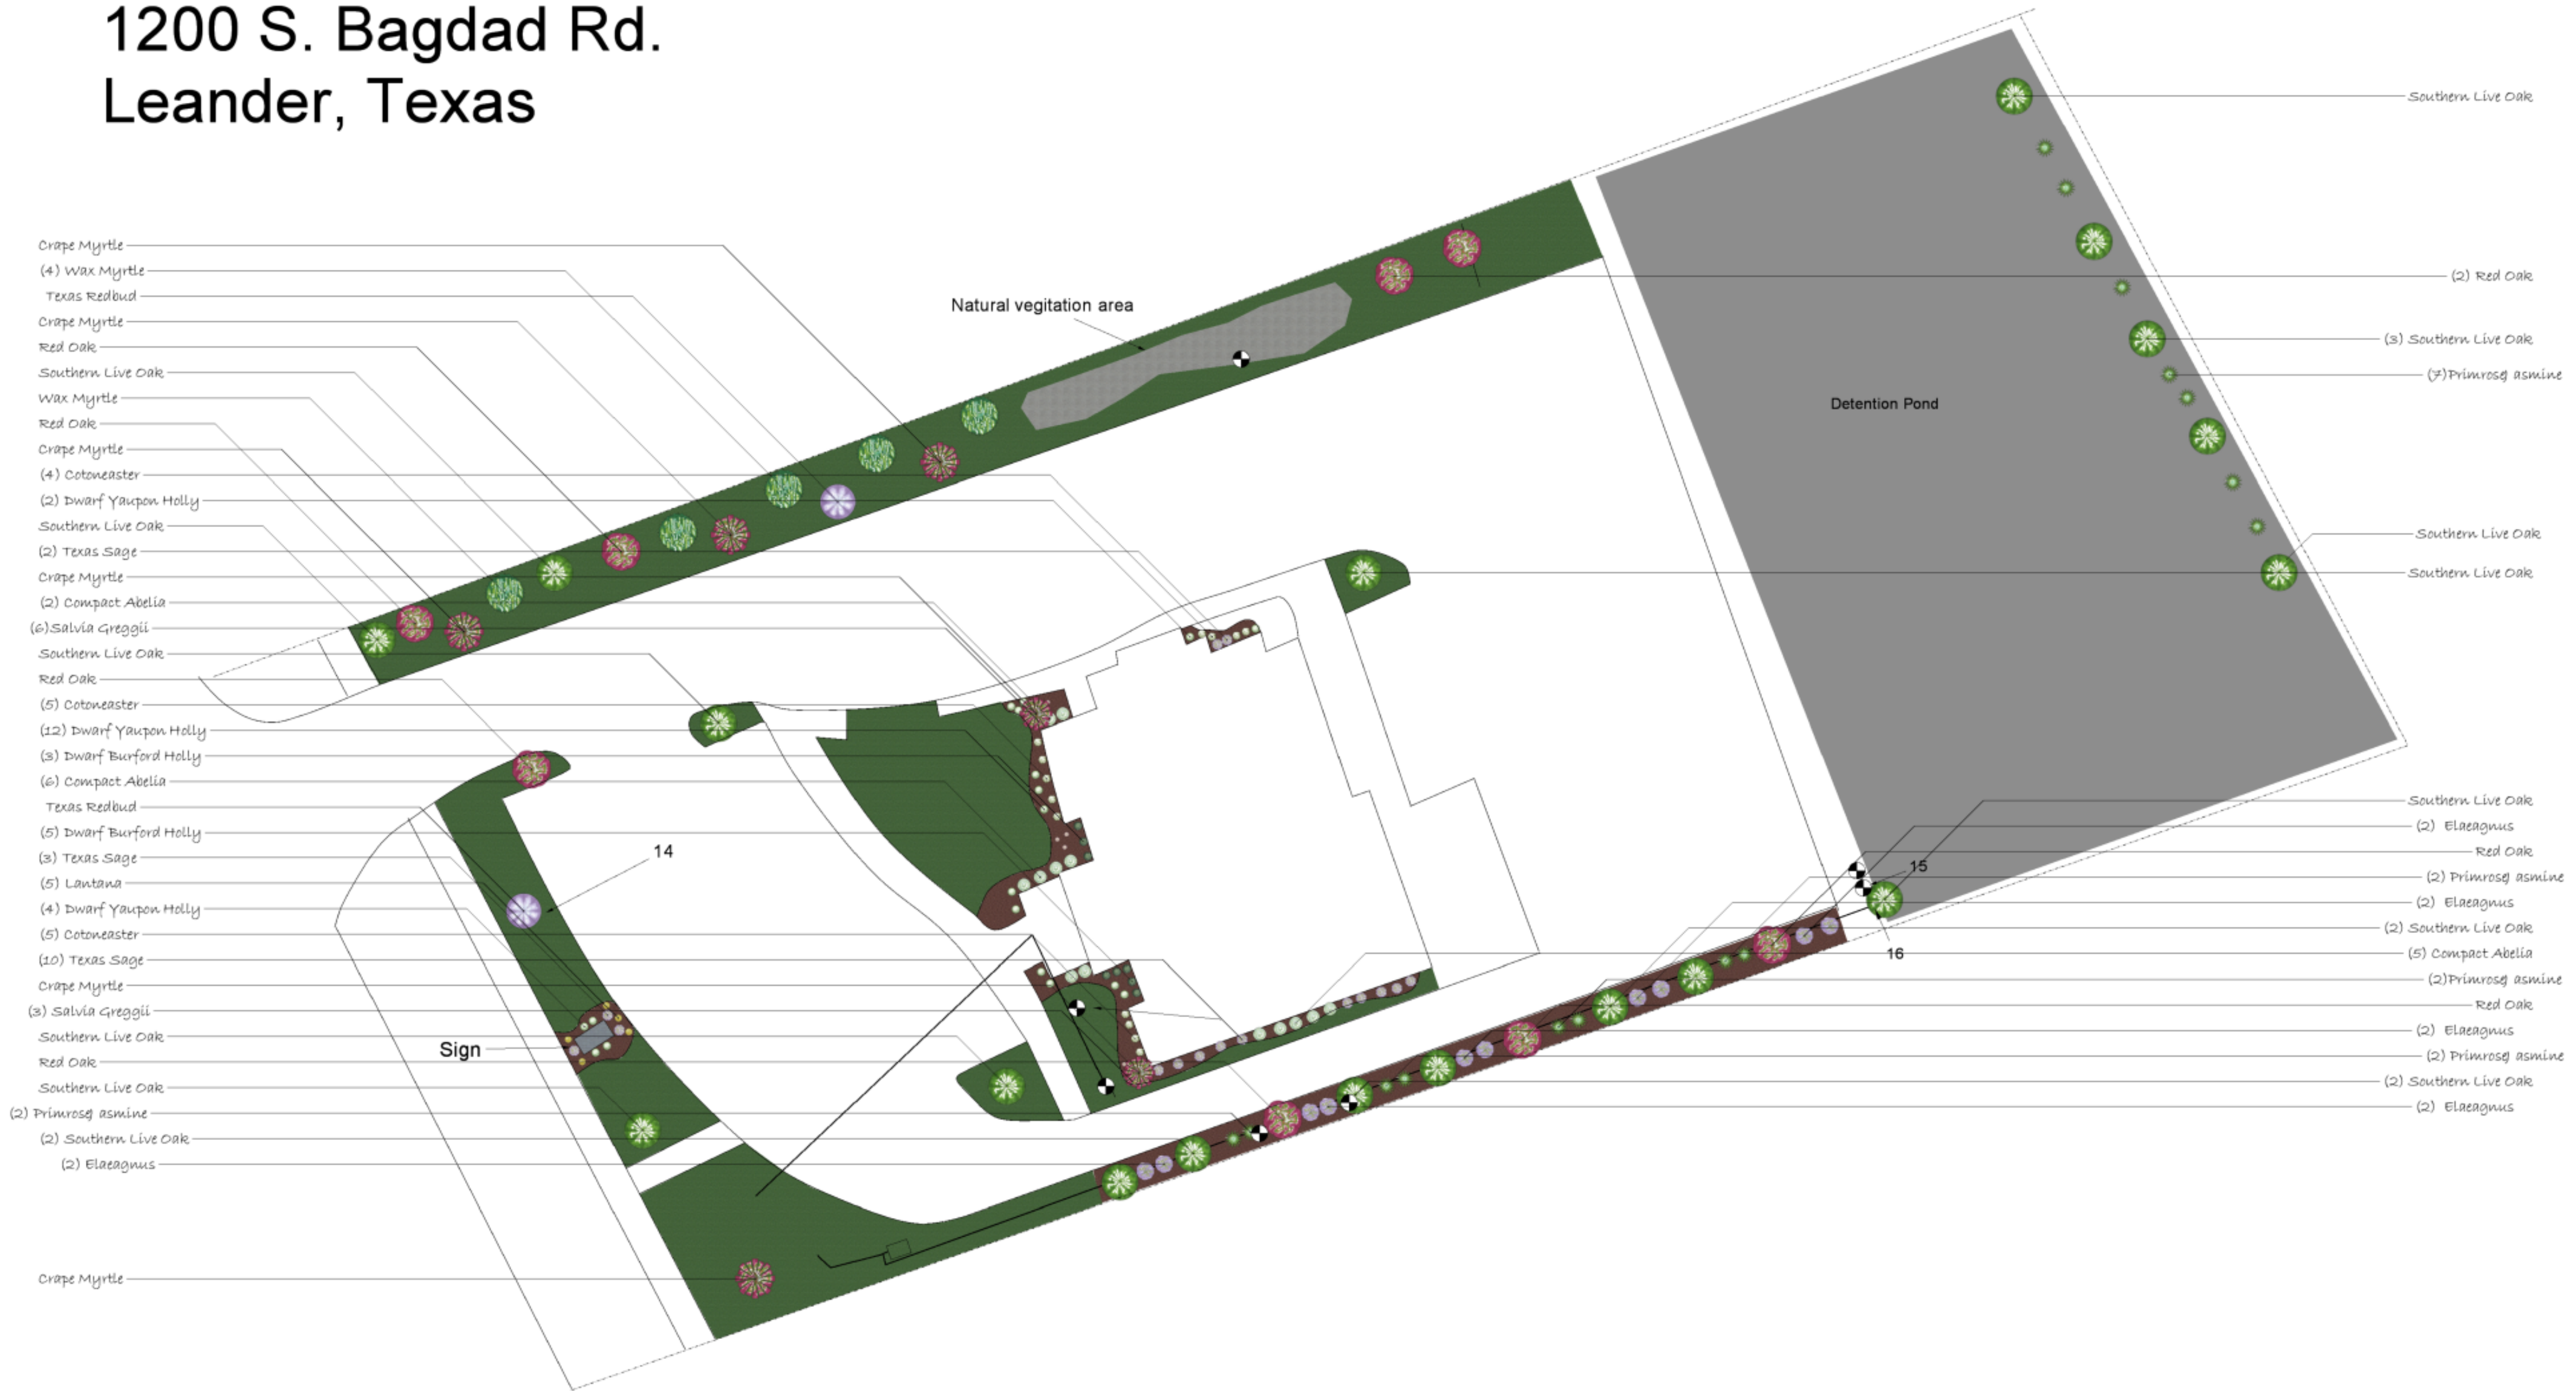 1200 S. Bagdad Rd.
Leander, Texas
Crape Myrtle
(4) Wax Myrtle
Texas Redbud
Crape Myrtle
Red Oak
Southern Live Oak
Wax Myrtle
Red Oak
Crape Myrtle
(4) Cotoneaster
(2) Dwarf Yaupon Holly
Southern Live Oak
(2) Texas Sage
Crape Myrtle
(2) Compact Abelia
(6)Salvia Greggii
Southern Live Oak
Red Oak
(5) Cotoneaster
(12) Dwarf Yaupon Holly
(3) Dwarf Burford Holly
(6) Compact Abelia
Texas Redbud
(5) Dwarf Burford Holly
(3) Texas Sage
(5) Lantana
(4) Dwarf Yaupon Holly
(5) Cotoneaster
(10) Texas Sage
Crape Myrtle
(3) Salvia Greggii
Southern Live Oak
Red Oak
Southern Live Oak
(2) Primrosej asmine
(2) Southern Live Oak
(2) Elaeagnus
Crape Myrtle
Natural vegitation area
14
Sign
Detention Pond
15
16
Southern Live Oak
(2) Red Oak
(3) Southern Live Oak
(7)Primrosej asmine
Southern Live Oak
Southern Live Oak
Southern Live Oak
(2) Elaeagnus
Red Oak
(2) Primrosej asmine
(2) Elaeagnus
(2) Southern Live Oak
(5) Compact Abelia
(2)Primrosej asmine
Red Oak
(2) Elaeagnus
(2) Primrosej asmine
(2) Southern Live Oak
(2) Elaeagnus